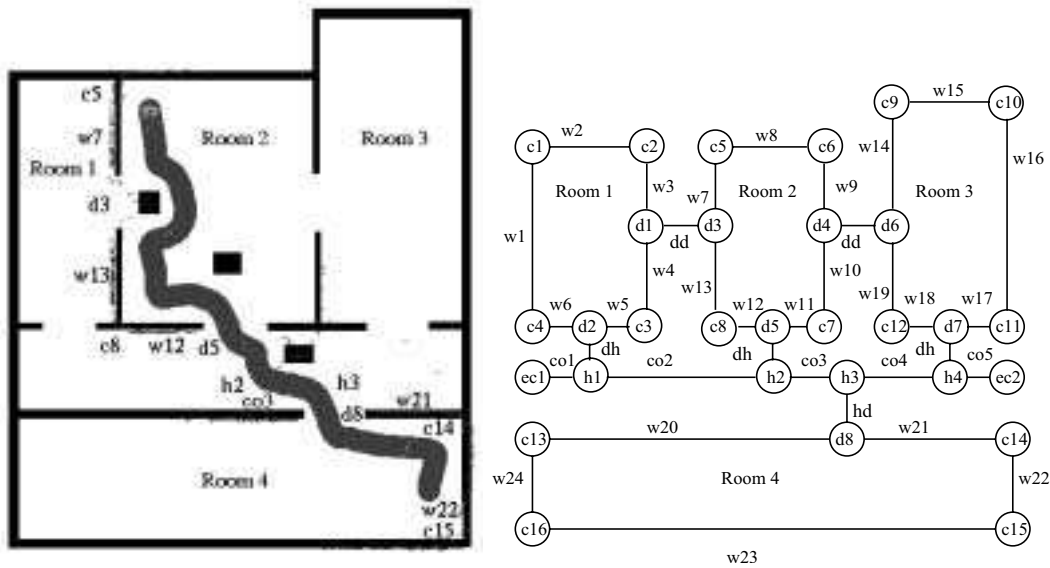 c5
w7
Room 2
Room 3
Room 1
d3
w13
c8
w12
d5
h2
h3
co3
d8
w21
c14
Room 4
w22
c15
c9
w15
c10
w14
w16
c1
w2
c2
c5
w8
c6
Room 1
w3
w7
Room 2
w9
Room 3
w1
d1
dd
d3
d4
dd
d6
w4
w13
w10
w19
w6
w5
w12
w11
w18
w17
c4
d2
c3
c8
d5
c7
c12
d7
c11
co1
dh
co2
dh
co3
co4
dh
co5
ec1
h1
h2
h3
h4
ec2
hd
c13
w20
d8
w21
c14
w24
Room 4
w22
c16
c15
w23